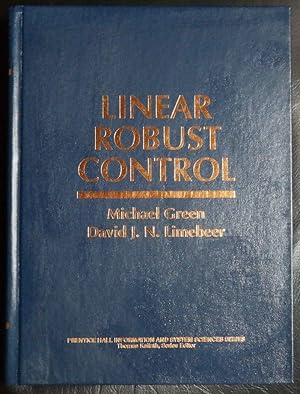 LINEAR
ROBUST
CONTROL
Michael Green
David J. N. Limebeer
PRENTICE HALL INFORMATION AND SYSTEM SCIENCES SERIES
Thomas Kailath, Series Editor